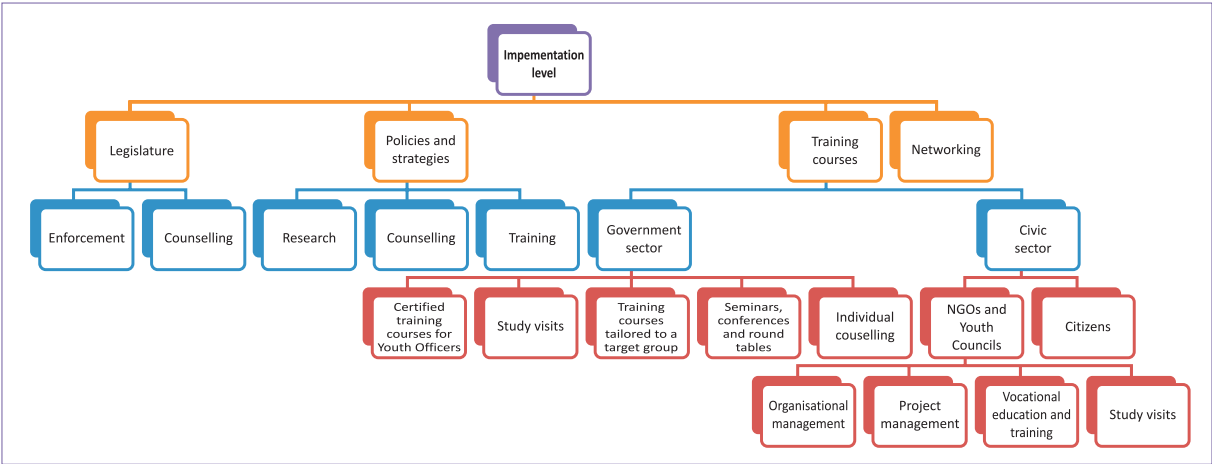 Impementation
level
Legislature
Policies and
strategies
Training
courses
Networking
Enforcement
Counselling
Research
Counselling
Training
Government
sector
Civic
sector
Certified
training
courses for
Youth Officers
Study visits
Training
courses
tailored to a
target group
Seminars,
conferences
and round
tables
Individual
couselling
NGOs and
Youth
Councils
Citizens
Organisational
management
Project
management
Vocational
education and
training
Study visits